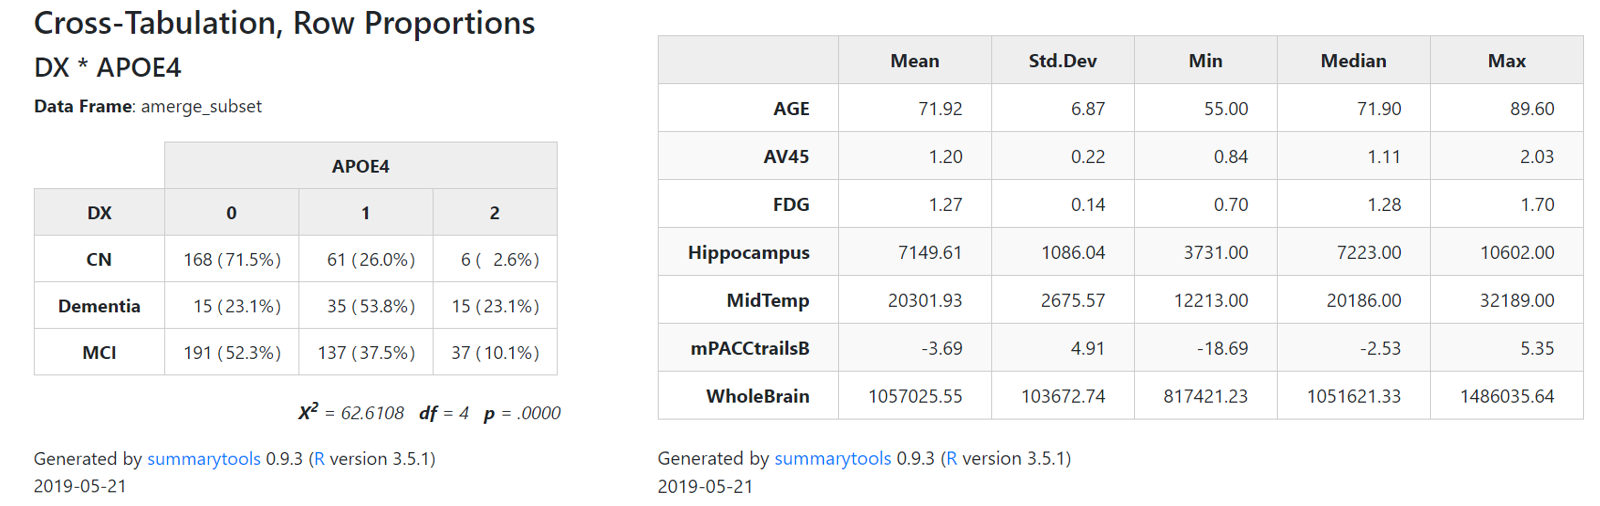 Cross-Tabulation, Row Proportions
DX * APOE4
Data Frame: amerge_subset
APOE4
DX 0 1 2
CN 168 (71.5%) 61 (26.0%) 6 ( 2.6%)
Dementia 15 (23.1%) 35 (53.8%) 15 (23.1%)
MCI 191 (52.3%) 137 (37.5%) 37 (10.1%)
X2 = 62.6108 df = 4 p = .0000
Generated by summarytools 0.9.3 (R version 3.5.1)
2019-05-21
Mean Std.Dev Min Median Max
AGE 71.92 6.87 55.00 71.90 89.60
AV45 1.20 0.22 0.84 1.11 2.03
FDG 1.27 0.14 0.70 1.28 1.70
Hippocampus 7149.61 1086.04 3731.00 7223.00 10602.00
MidTemp 20301.93 2675.57 12213.00 20186.00 32189.00
mPACCtrailsB -3.69 4.91 -18.69 -2.53 5.35
WholeBrain 1057025.55 103672.74 817421.23 1051621.33 1486035.64
Generated by summarytools 0.9.3 (R version 3.5.1)
2019-05-21